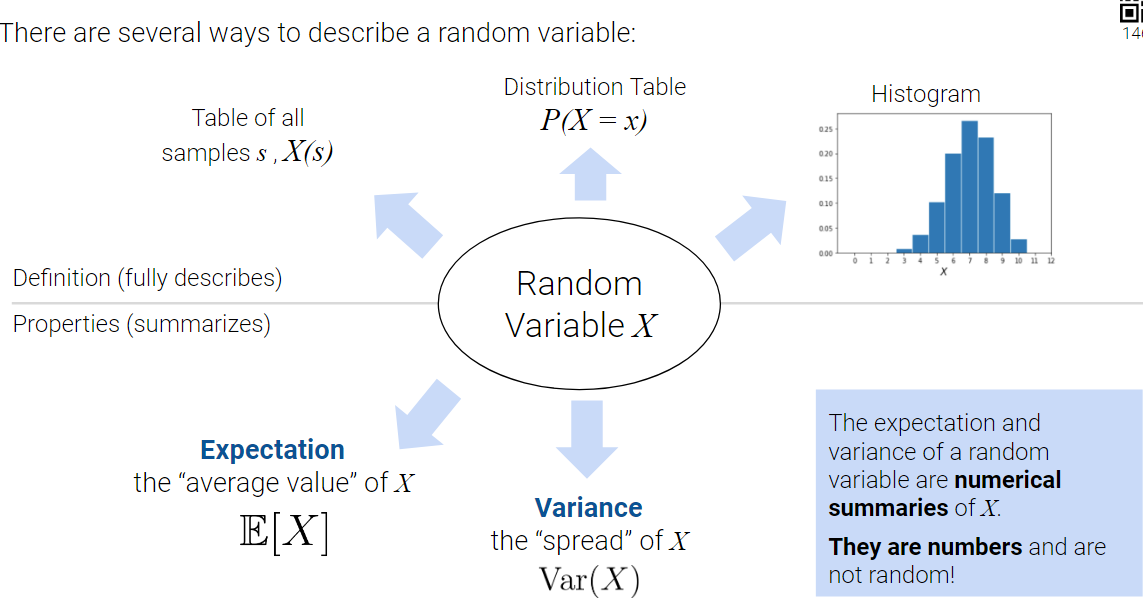 There are several ways to describe a random variable:
14
Table of all
samples s , X(s)
Distribution Table
P(X = x)
Histogram
0.25
0.20
0.15
0.10
0.05
0.00
0 1 2 3 4 5 6 7 8 9 10 11 12
X
Random
Variable X
Definition (fully describes)
Properties (summarizes)
Expectation
the “average value” of X
𝔼[X]
Variance
the “spread” of X
Var(X)
The expectation and
variance of a random
variable are numerical
summaries of X.
They are numbers and are
not random!